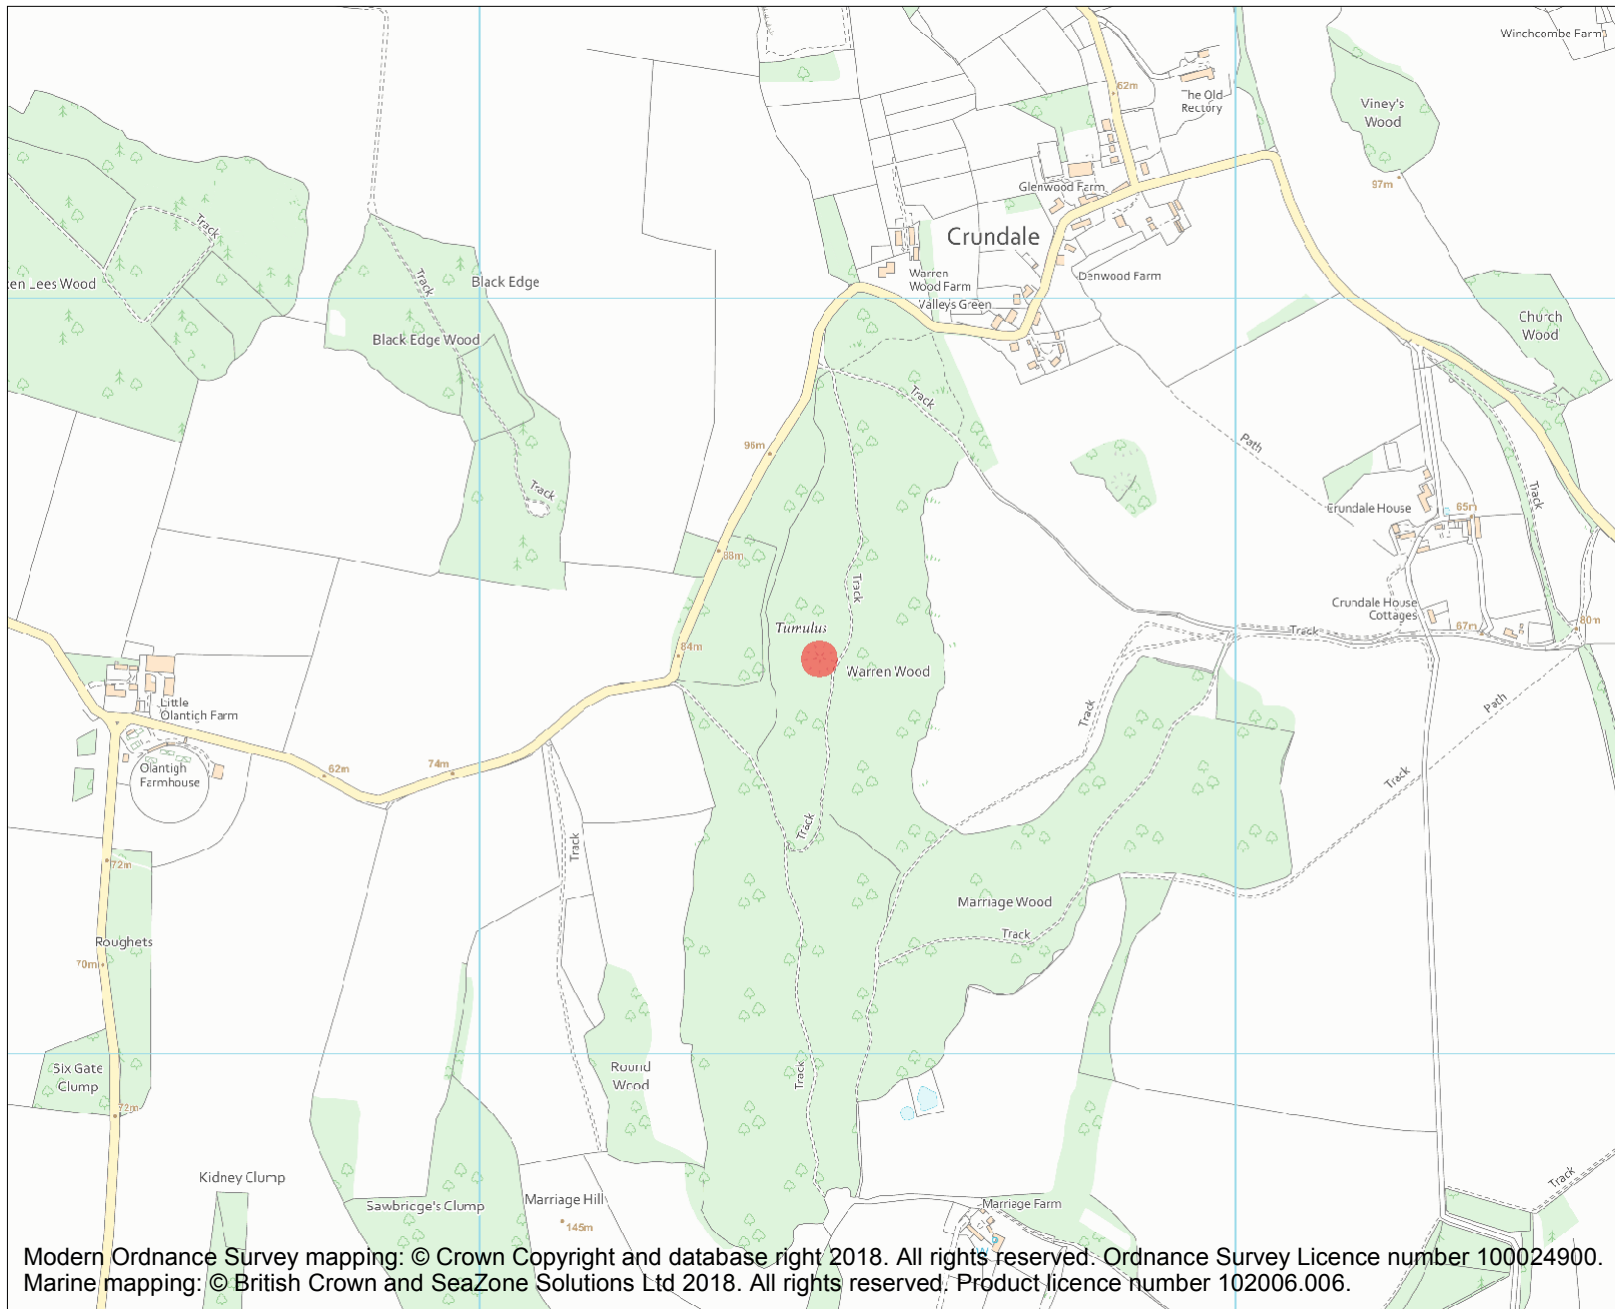 Winchcombe Farm
62m
The Old
Rectory
Viney's
Wood
97m
Glenwood Farm
Track
Crundale
Warren
Wood Farm
Denwood Farm
Valleys Green
Lees Wood
Track
Black Edge
Black Edge Wood
Church
Wood
Track
96m
Path
Track
Track
Crundale House
65m
88m
Track
Tumulus
Crundale House
Cottages
67m
80m
Track
84m
Warren Wood
Little
Olantigh Farm
Track
Path
Olantigh
Farmhouse
62m
74m
Track
Track
Track
72m
Marriage Wood
Track
Roughets
70m
Six Gate
Clump
Round
Wood
Track
72m
Kidney Clump
Sawbridge's Clump
Marriage Hill
145m
Marriage Farm
Track
W
Modern Ordnance Survey mapping: © Crown Copyright and database right 2018. All rights reserved. Ordnance Survey Licence number 100024900.
Marine mapping: © British Crown and SeaZone Solutions Ltd 2018. All rights reserved. Product licence number 102006.006.